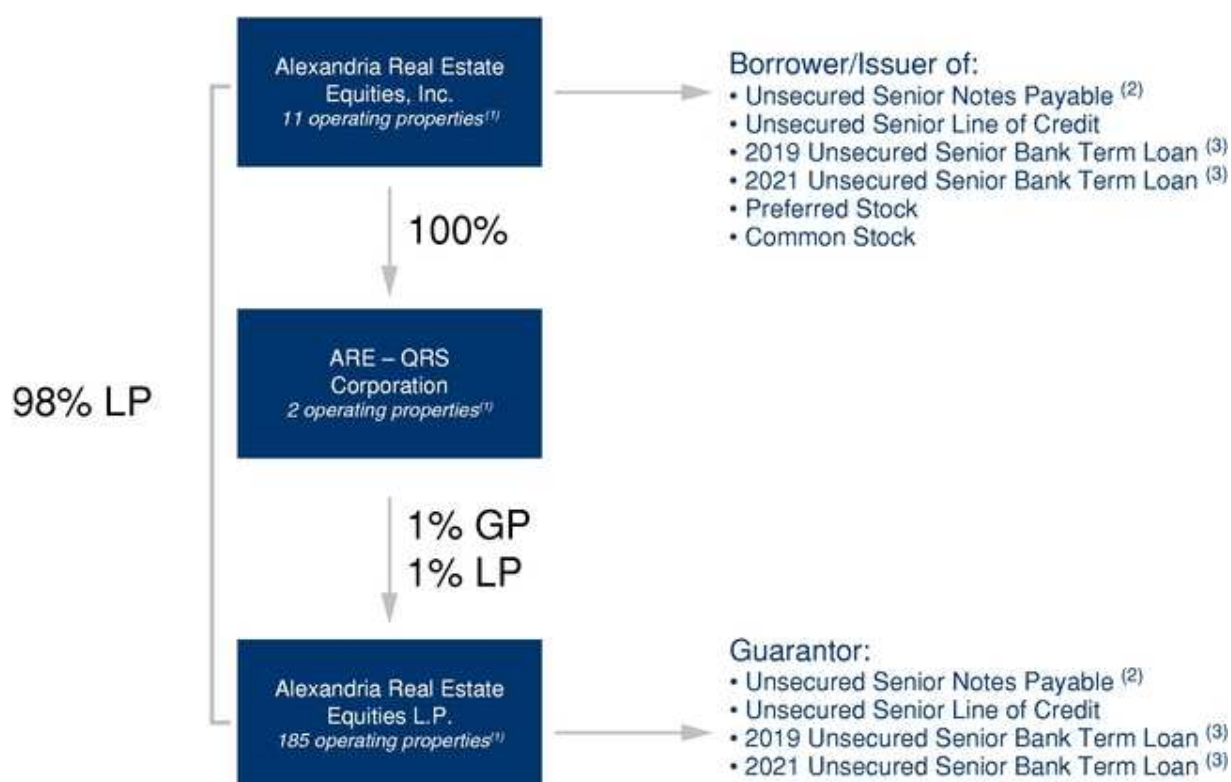 Alexandria Real Estate
Equities, Inc.
11 operating properties(1)
Borrower/Issuer of:
• Unsecured Senior Notes Payable (2)
• Unsecured Senior Line of Credit
• 2019 Unsecured Senior Bank Term Loan (3)
• 2021 Unsecured Senior Bank Term Loan (3)
• Preferred Stock
• Common Stock
100%
ARE – QRS
Corporation
2 operating properties(1)
98% LP
1% GP
1% LP
Alexandria Real Estate
Equities L.P.
185 operating properties(1)
Guarantor:
• Unsecured Senior Notes Payable (2)
• Unsecured Senior Line of Credit
• 2019 Unsecured Senior Bank Term Loan (3)
• 2021 Unsecured Senior Bank Term Loan (3)